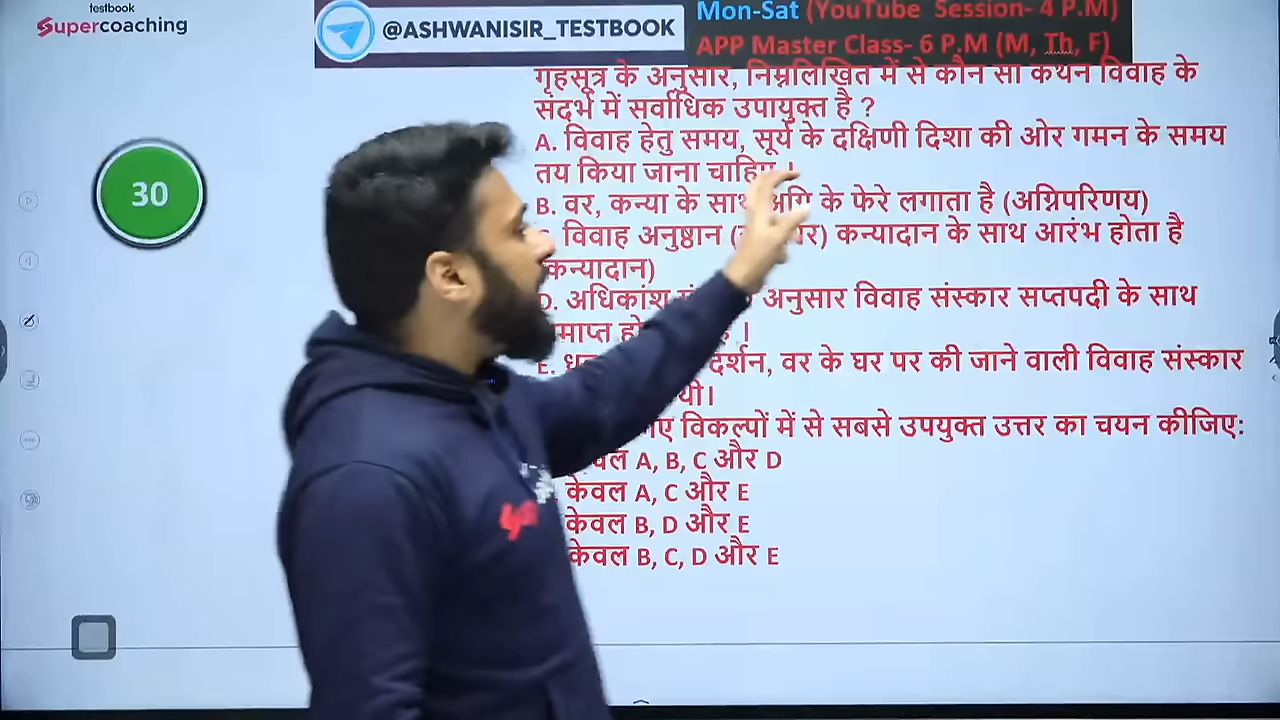 testbook
Supercoaching
@ASHWANISIR_TESTBOOK
Mon-Sat (YouTube Session- 4 P.M)
APP Master Class- 6 P.M (M, Th, F)
30
गृहसूत्र के अनुसार, निम्नलिखित में से कौन सा कथन विवाह के
संदर्भ में सर्वाधिक उपायुक्त है ?
A. विवाह हेतु समय, सूर्य के दक्षिणी दिशा की ओर गमन के समय
तय किया जाना चाहिए ।
B. वर, कन्या के साथ अग्नि के फेरे लगाता है (अग्निपरिणय)
विवाह अनुष्ठान कन्यादान के साथ आरंभ होता है
कन्यादान)
D. अधिकांश अनुसार विवाह संस्कार सप्तपदी के साथ
।
E. दर्शन, वर के घर पर की जाने वाली विवाह संस्कार
थी।
विकल्पों में से सबसे उपयुक्त उत्तर का चयन कीजिए:
A, B, C और D
केवल A, C और E
केवल B, D और E
केवल B, C, D और E